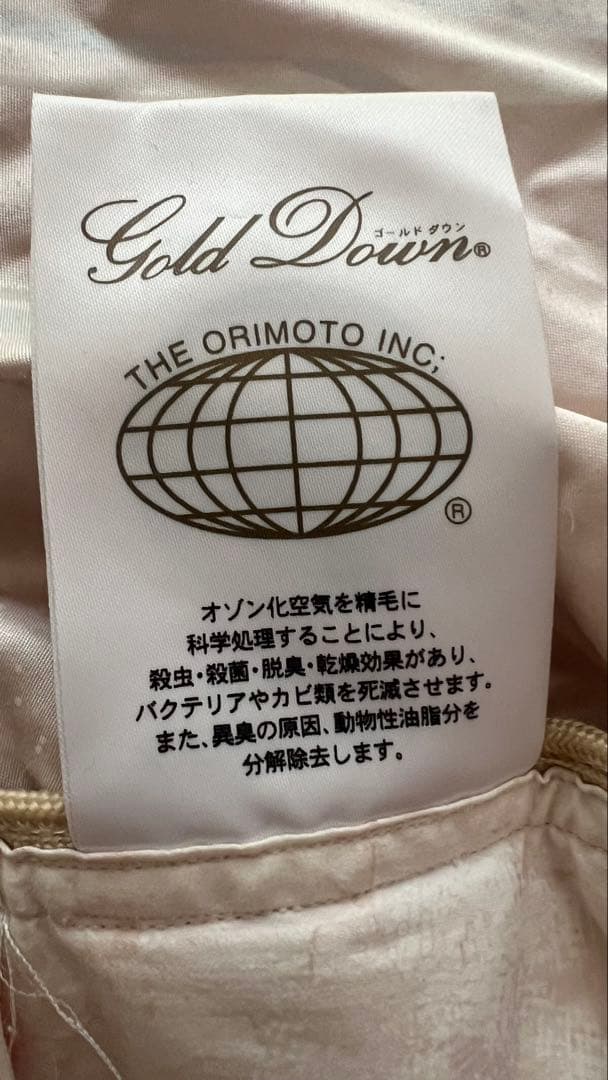 Gold Down®
ゴールド ダウン
THE ORIMOTO INC;
®
オゾン化空気を精毛に
科学処理することにより、
殺虫・殺菌・脱臭・乾燥効果があり、
バクテリアやカビ類を死滅させます。
また、異臭の原因、動物性油脂分を
分解除去します。